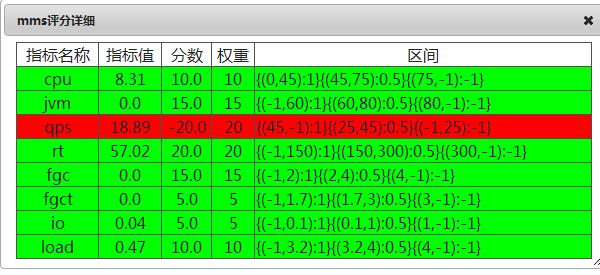 mms评分详细
指标名称 指标值 分数 权重 区间
cpu 8.31 10.0 10 {(0,45):1}{(45,75):0.5}{(75,-1):-1}
jvm 0.0 15.0 15 {(-1,60):1}{(60,80):0.5}{(80,-1):-1}
qps 18.89 -20.0 20 {(45,-1):1}{(25,45):0.5}{(-1,25):-1}
rt 57.02 20.0 20 {(-1,150):1}{(150,300):0.5}{(300,-1):-1}
fgc 0.0 15.0 15 {(-1,2):1}{(2,4):0.5}{(4,-1):-1}
fgct 0.0 5.0 5 {(-1,1.7):1}{(1.7,3):0.5}{(3,-1):-1}
io 0.04 5.0 5 {(-1,0.1):1}{(0.1,1):0.5}{(1,-1):-1}
load 0.47 10.0 10 {(-1,3.2):1}{(3.2,4):0.5}{(4,-1):-1}